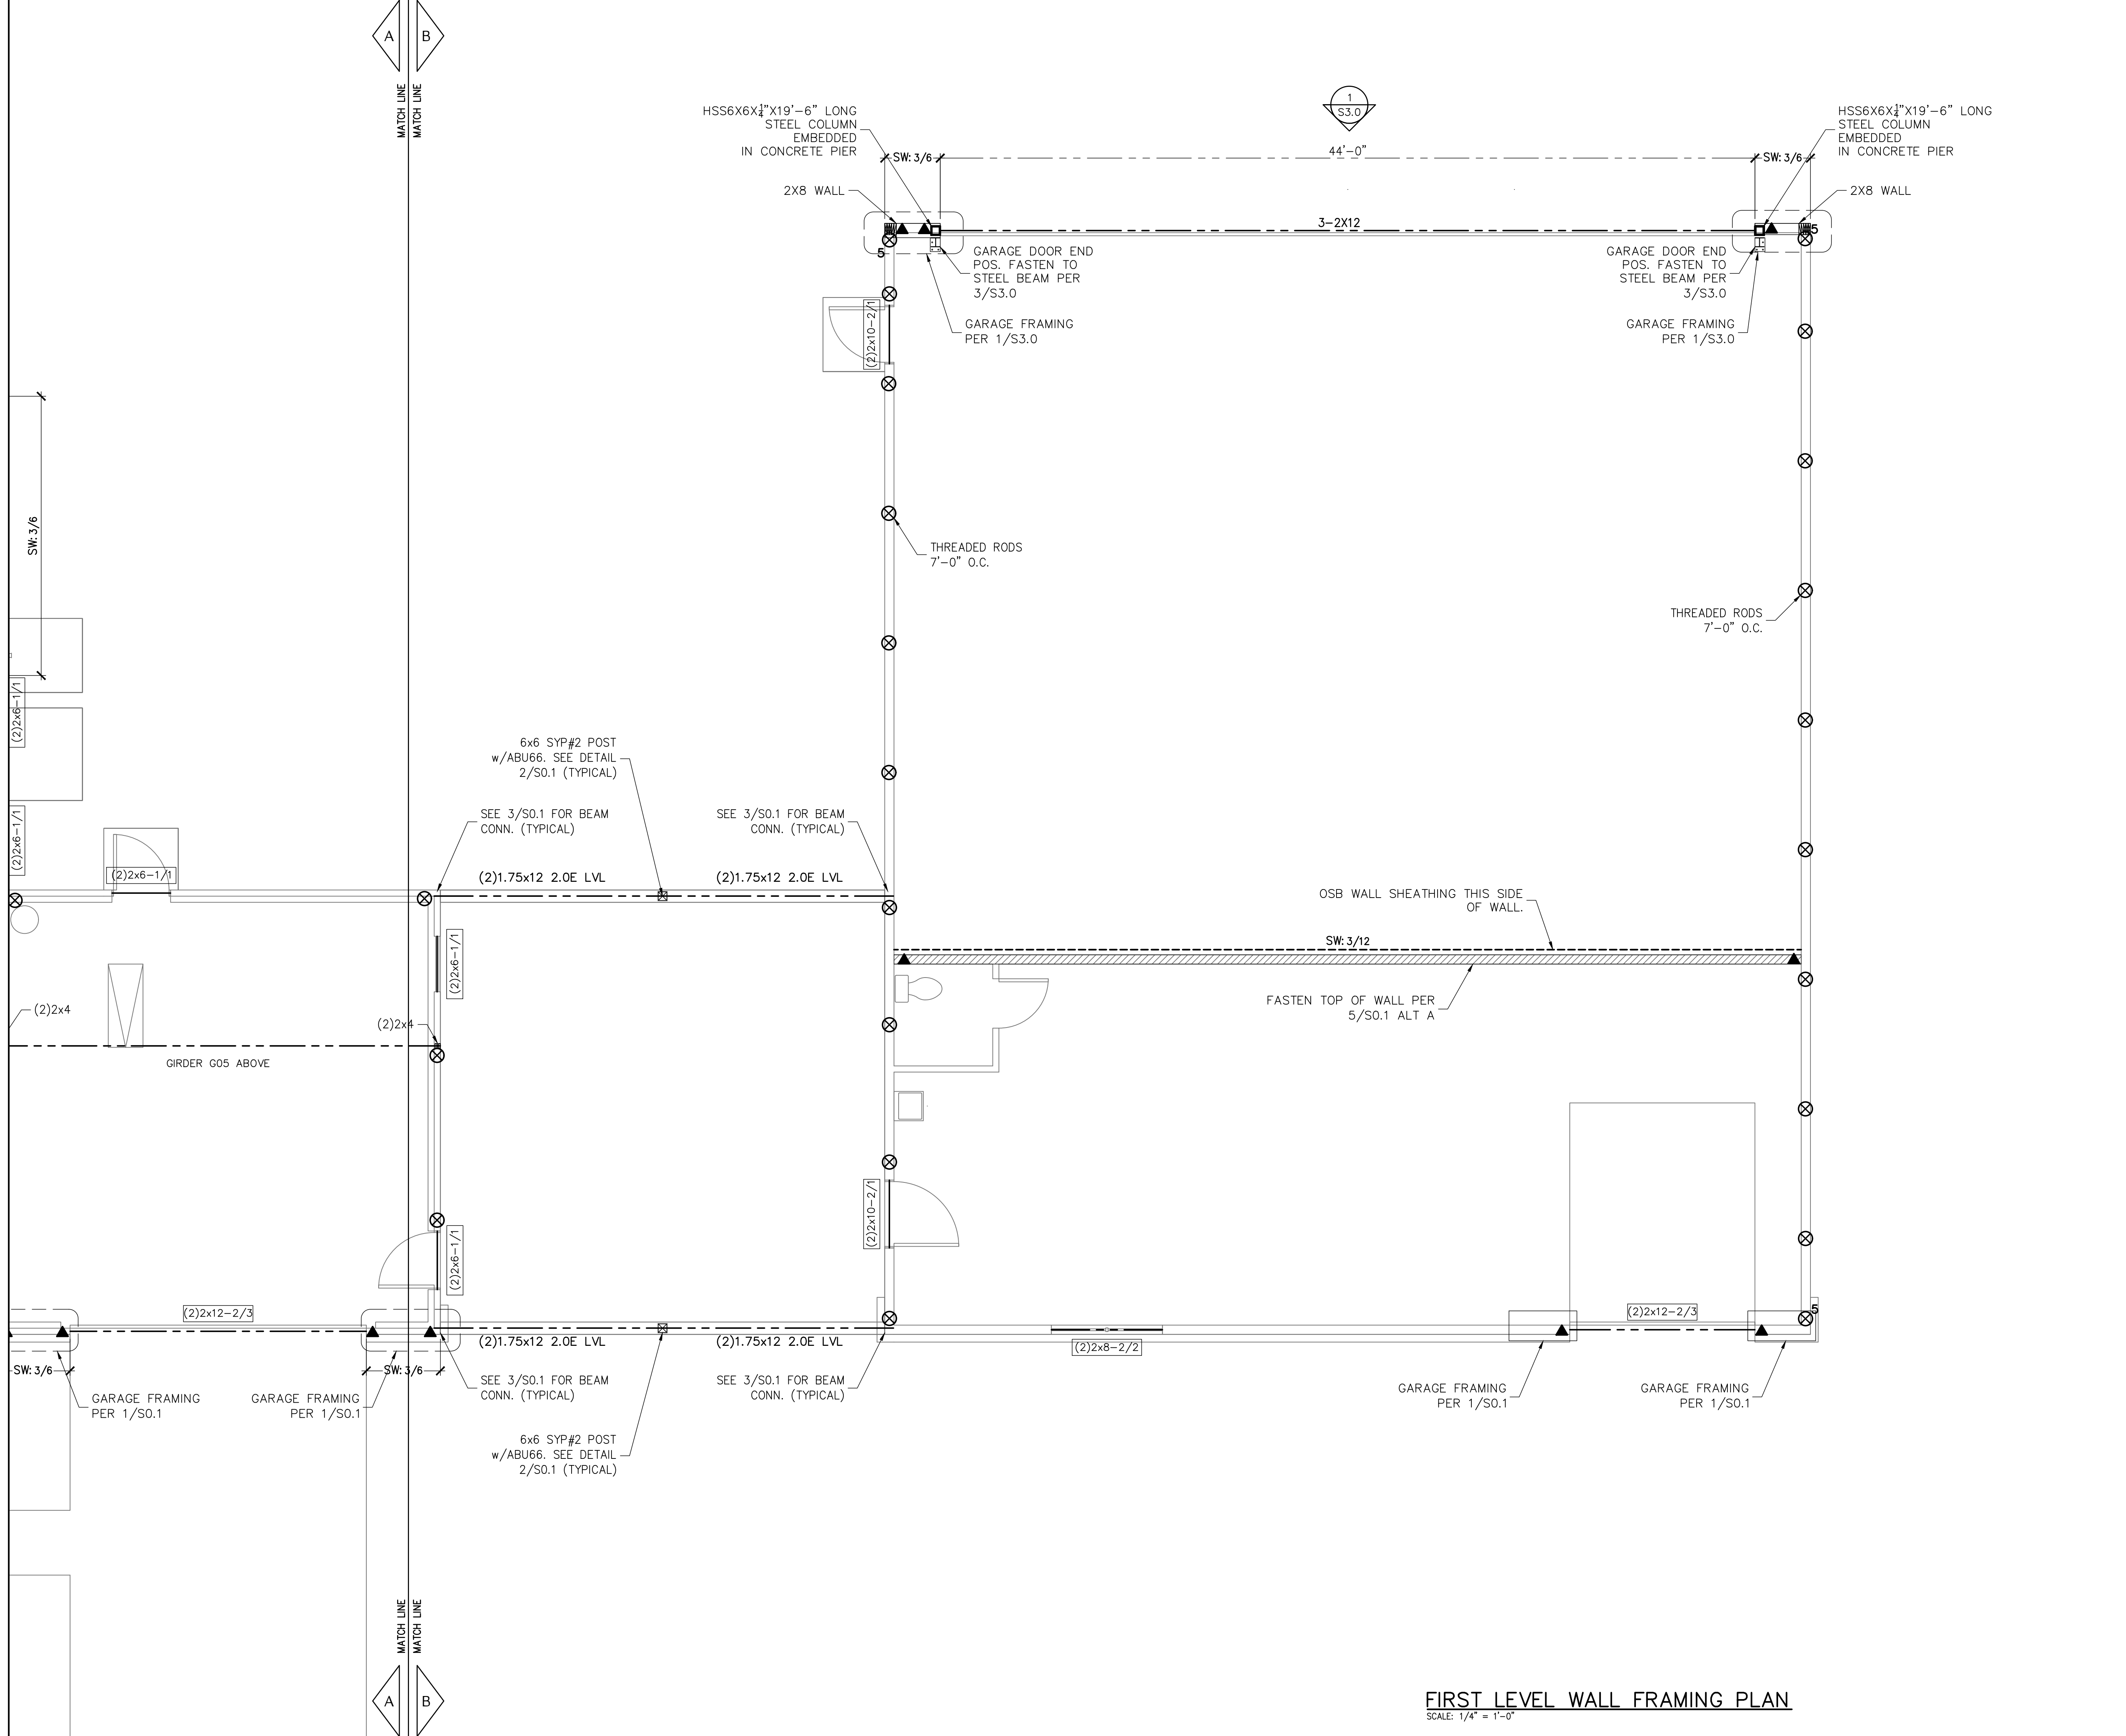 A
B
MATCH LINE
MATCH LINE
1
S3.0
HSS6X6X1/4"X19'-6" LONG
STEEL COLUMN
EMBEDDED
IN CONCRETE PIER
HSS6X6X1/4"X19'-6" LONG
STEEL COLUMN
EMBEDDED
IN CONCRETE PIER
SW: 3/6
44'-0"
SW: 3/6
2X8 WALL
2X8 WALL
3-2X12
5
5
GARAGE DOOR END
POS. FASTEN TO
STEEL BEAM PER
3/S3.0
GARAGE DOOR END
POS. FASTEN TO
STEEL BEAM PER
3/S3.0
GARAGE FRAMING
PER 1/S3.0
GARAGE FRAMING
PER 1/S3.0
(2)2x10-2/1
SW: 3/6
THREADED RODS
7'-0" O.C.
THREADED RODS
7'-0" O.C.
(2)2x6-1/1
6x6 SYP#2 POST
w/ABU66. SEE DETAIL
2/S0.1 (TYPICAL)
SEE 3/S0.1 FOR BEAM
CONN. (TYPICAL)
SEE 3/S0.1 FOR BEAM
CONN. (TYPICAL)
(2)2x6-1/1
(2)2x6-1/1
(2)1.75x12 2.0E LVL
(2)1.75x12 2.0E LVL
OSB WALL SHEATHING THIS SIDE
OF WALL.
SW: 3/12
(2)2x6-1/1
FASTEN TOP OF WALL PER
5/S0.1 ALT A
(2)2x4
(2)2x4
GIRDER G05 ABOVE
(2)2x10-2/1
(2)2x6-1/1
(2)2x12-2/3
(2)2x12-2/3
5
(2)1.75x12 2.0E LVL
(2)1.75x12 2.0E LVL
(2)2x8-2/2
SW: 3/6
SW: 3/6
SEE 3/S0.1 FOR BEAM
CONN. (TYPICAL)
SEE 3/S0.1 FOR BEAM
CONN. (TYPICAL)
GARAGE FRAMING
PER 1/S0.1
GARAGE FRAMING
PER 1/S0.1
GARAGE FRAMING
PER 1/S0.1
GARAGE FRAMING
PER 1/S0.1
6x6 SYP#2 POST
w/ABU66. SEE DETAIL
2/S0.1 (TYPICAL)
MATCH LINE
MATCH LINE
A
B
FIRST LEVEL WALL FRAMING PLAN
SCALE: 1/4" = 1'-0"